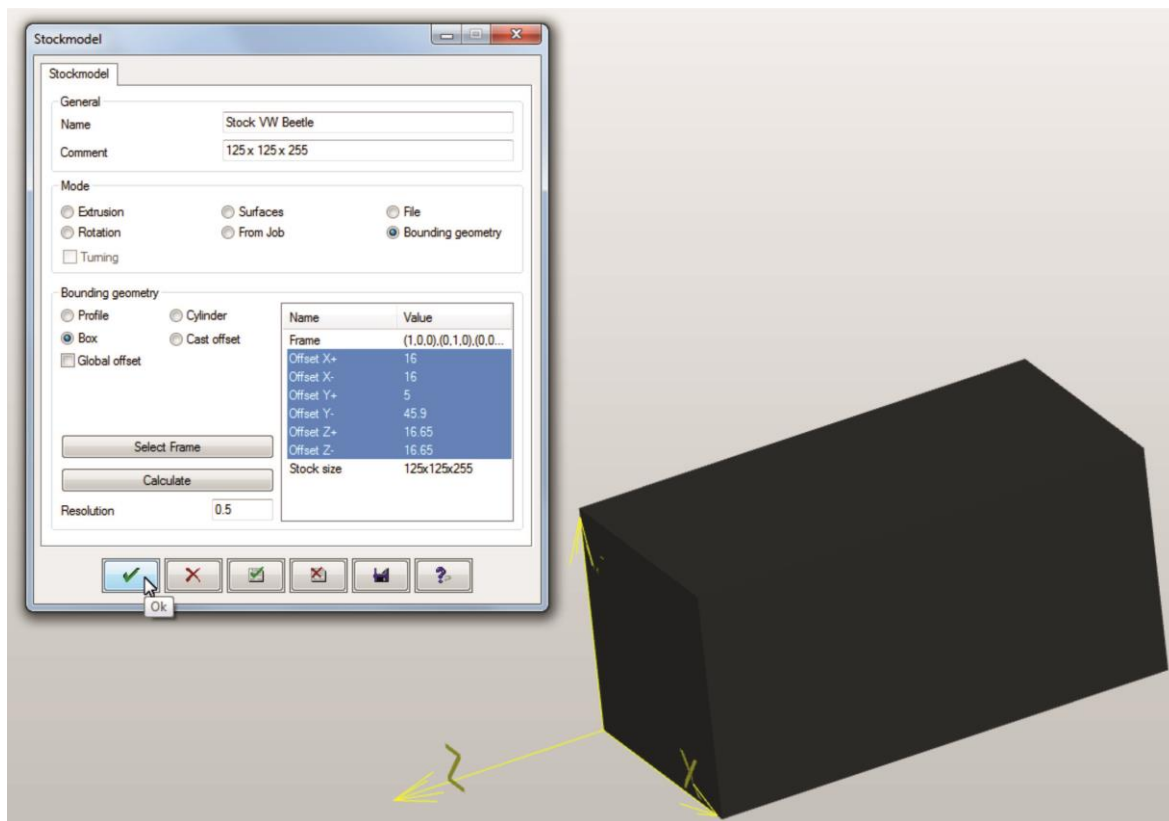 Stockmodel
Stockmodel
General
Name Stock VW Beetle
Comment 125 x 125 x 255
Mode
Extrusion Surfaces File
Rotation From Job Bounding geometry
Turning
Bounding geometry
Profile Cylinder
Box Cast offset
Global offset
Name Value
Frame (1,0,0),(0,1,0),(0,0...
Offset X+ 16
Offset X- 16
Offset Y+ 5
Offset Y- 45.9
Offset Z+ 16.65
Offset Z- 16.65
Stock size 125x125x255
Select Frame
Calculate
Resolution 0.5
Ok
Z
X